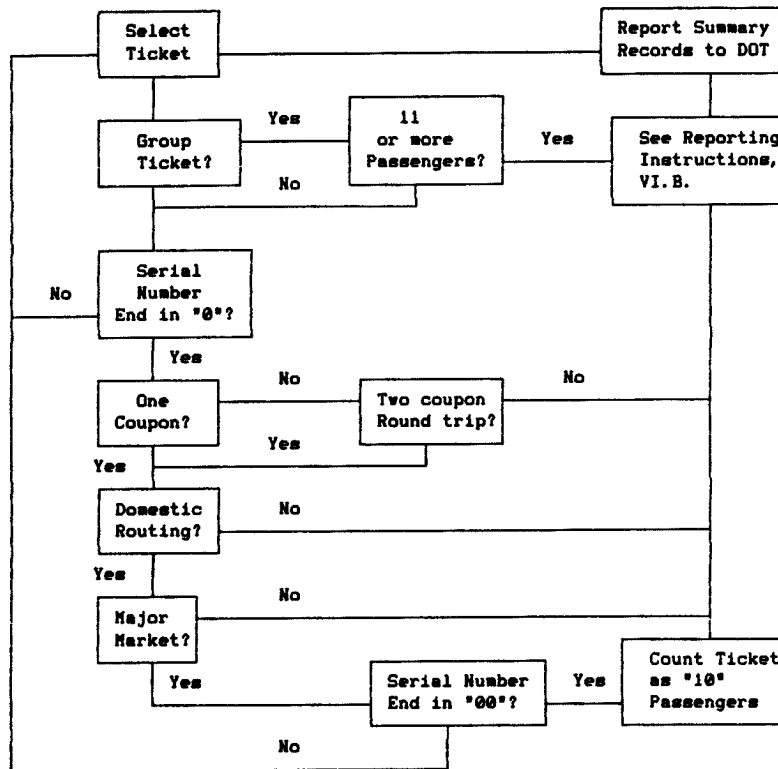 Select
Ticket
Report Summary
Records to DOT
Yes
Group
Ticket?
11
or more
Passengers?
Yes
See Reporting
Instructions,
VI.B.
No
Serial
Number
End in "0"?
No
Yes
One
Coupon?
No
Two coupon
Round trip?
No
Yes
Yes
Domestic
Routing?
No
Yes
Major
Market?
No
Yes
Serial Number
End in "00"?
Yes
Count Ticket
as "10"
Passengers
No